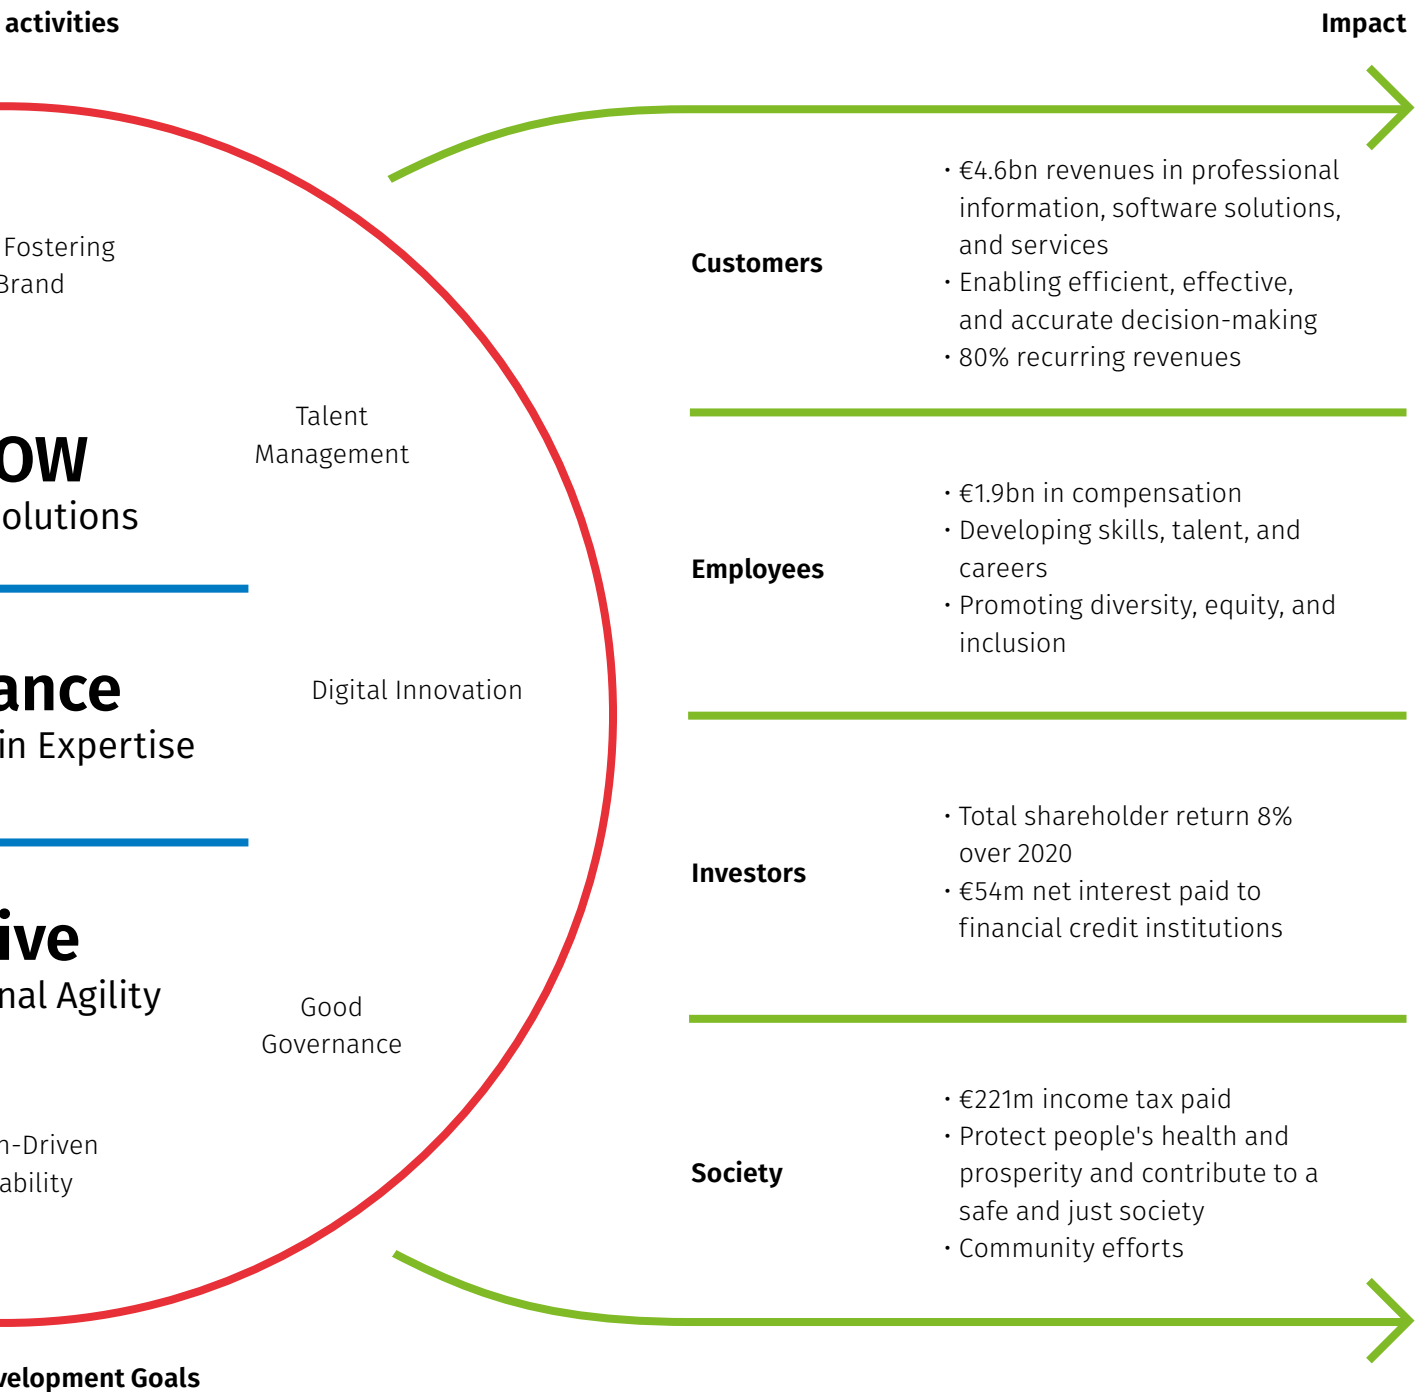 activities
Impact
Fostering
Brand
Talent
Management
ow
olutions
Digital Innovation
ance
in Expertise
ive
nal Agility
Good
Governance
n-Driven
ability
velopment Goals
Customers
· €4.6bn revenues in professional
information, software solutions,
and services
· Enabling efficient, effective,
and accurate decision-making
· 80% recurring revenues
Employees
· €1.9bn in compensation
· Developing skills, talent, and
careers
· Promoting diversity, equity, and
inclusion
Investors
· Total shareholder return 8%
over 2020
· €54m net interest paid to
financial credit institutions
Society
· €221m income tax paid
· Protect people's health and
prosperity and contribute to a
safe and just society
· Community efforts